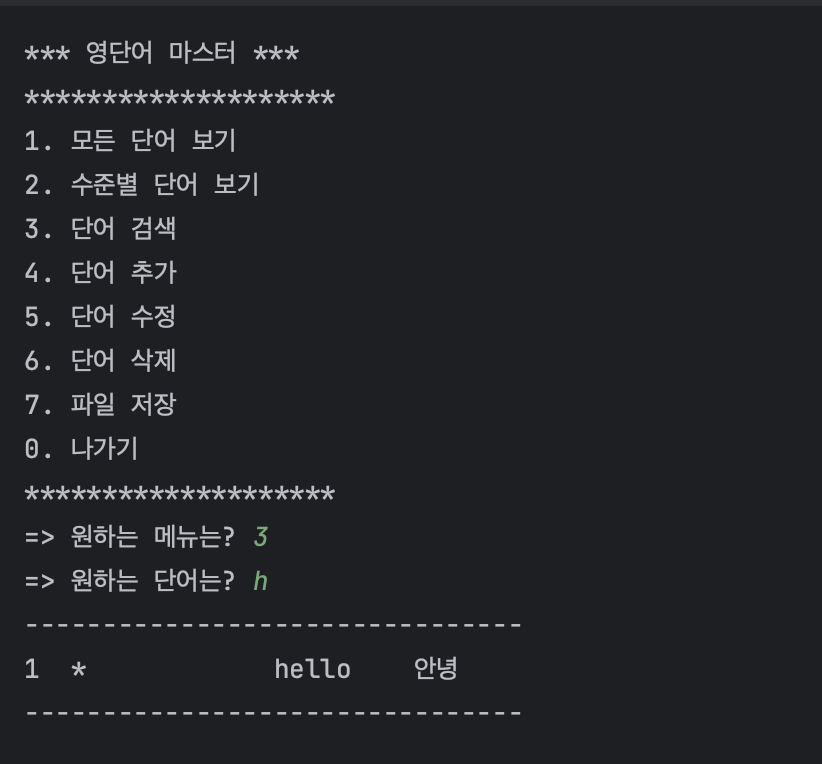 *** 영단어 마스터 ***
********************
1. 모든 단어 보기
2. 수준별 단어 보기
3. 단어 검색
4. 단어 추가
5. 단어 수정
6. 단어 삭제
7. 파일 저장
0. 나가기
********************
=> 원하는 메뉴는? 3
=> 원하는 단어는? h
--------------------------------
1 * hello 안녕
--------------------------------